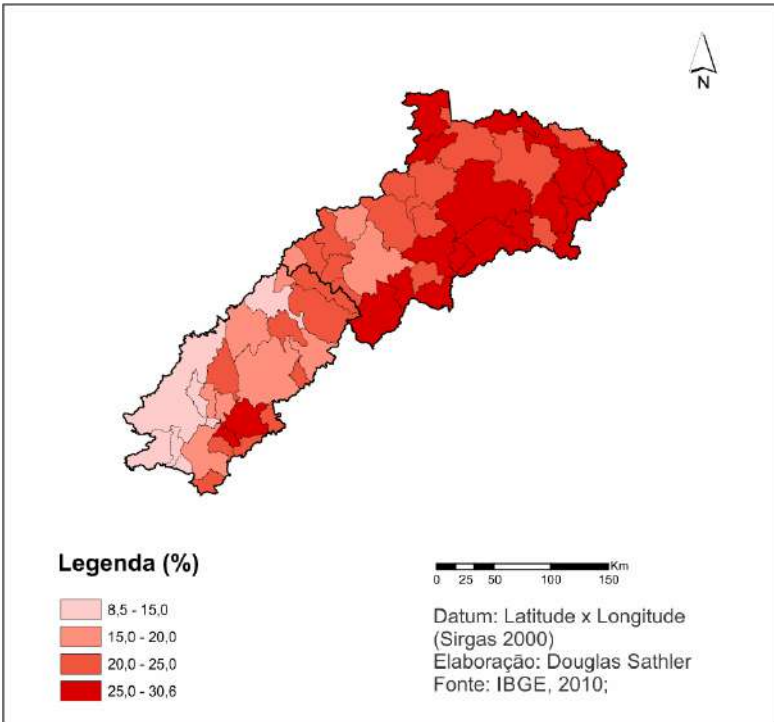 N
Legenda (%)
8,5 - 15,0
15,0 - 20,0
20,0 - 25,0
25,0 - 30,6
Km
0 25 50 100 150
Datum: Latitude x Longitude
(Sirgas 2000)
Elaboração: Douglas Sathler
Fonte: IBGE, 2010;